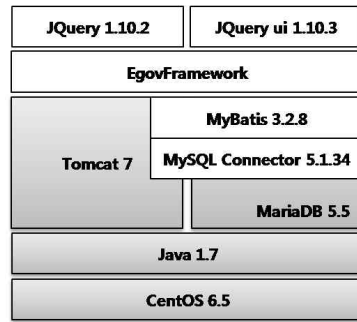 JQuery 1.10.2
JQuery ui 1.10.3
EgovFramework
MyBatis 3.2.8
Tomcat 7
MySQL Connector 5.1.34
MariaDB 5.5
Java 1.7
CentOS 6.5